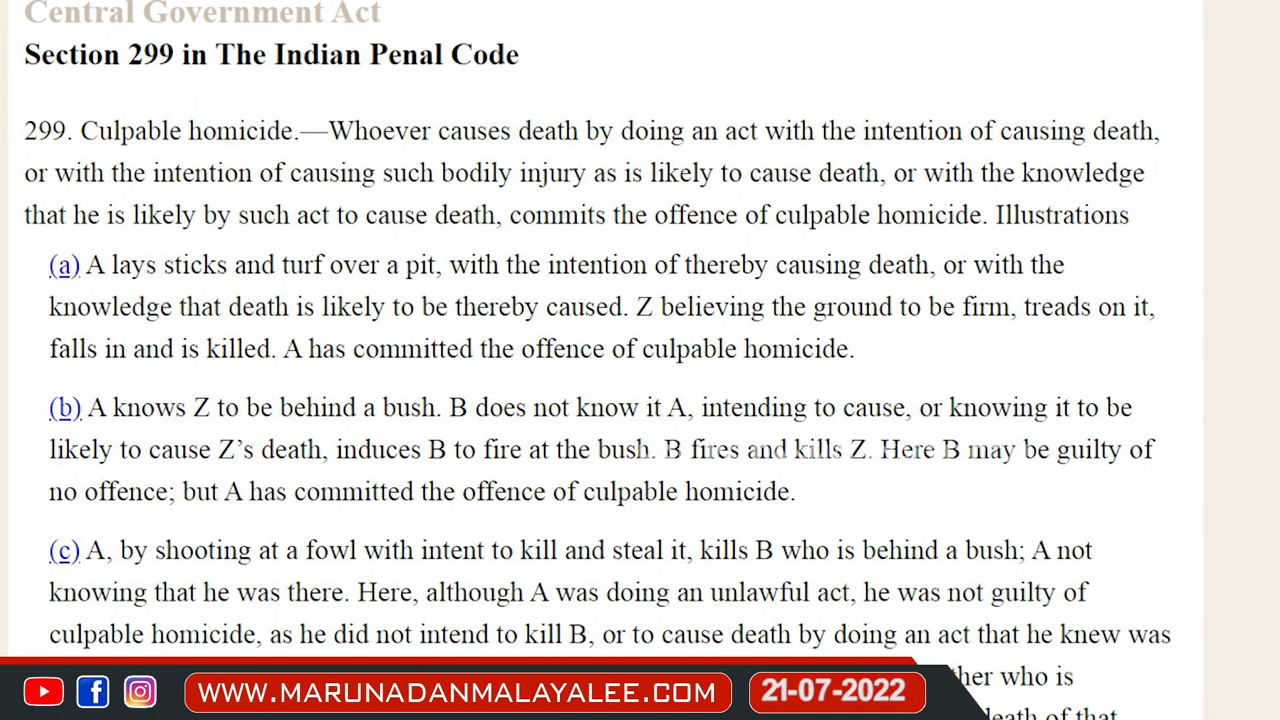 Central Government Act
Section 299 in The Indian Penal Code
299. Culpable homicide.—Whoever causes death by doing an act with the intention of causing death,
or with the intention of causing such bodily injury as is likely to cause death, or with the knowledge
that he is likely by such act to cause death, commits the offence of culpable homicide. Illustrations
(a) A lays sticks and turf over a pit, with the intention of thereby causing death, or with the
knowledge that death is likely to be thereby caused. Z believing the ground to be firm, treads on it,
falls in and is killed. A has committed the offence of culpable homicide.
(b) A knows Z to be behind a bush. B does not know it A, intending to cause, or knowing it to be
likely to cause Z’s death, induces B to fire at the bush. B fires and kills Z. Here B may be guilty of
no offence; but A has committed the offence of culpable homicide.
(c) A, by shooting at a fowl with intent to kill and steal it, kills B who is behind a bush; A not
knowing that he was there. Here, although A was doing an unlawful act, he was not guilty of
culpable homicide, as he did not intend to kill B, or to cause death by doing an act that he knew was
who is
death of that
WWW.MARUNADANMALAYALEE.COM
21-07-2022